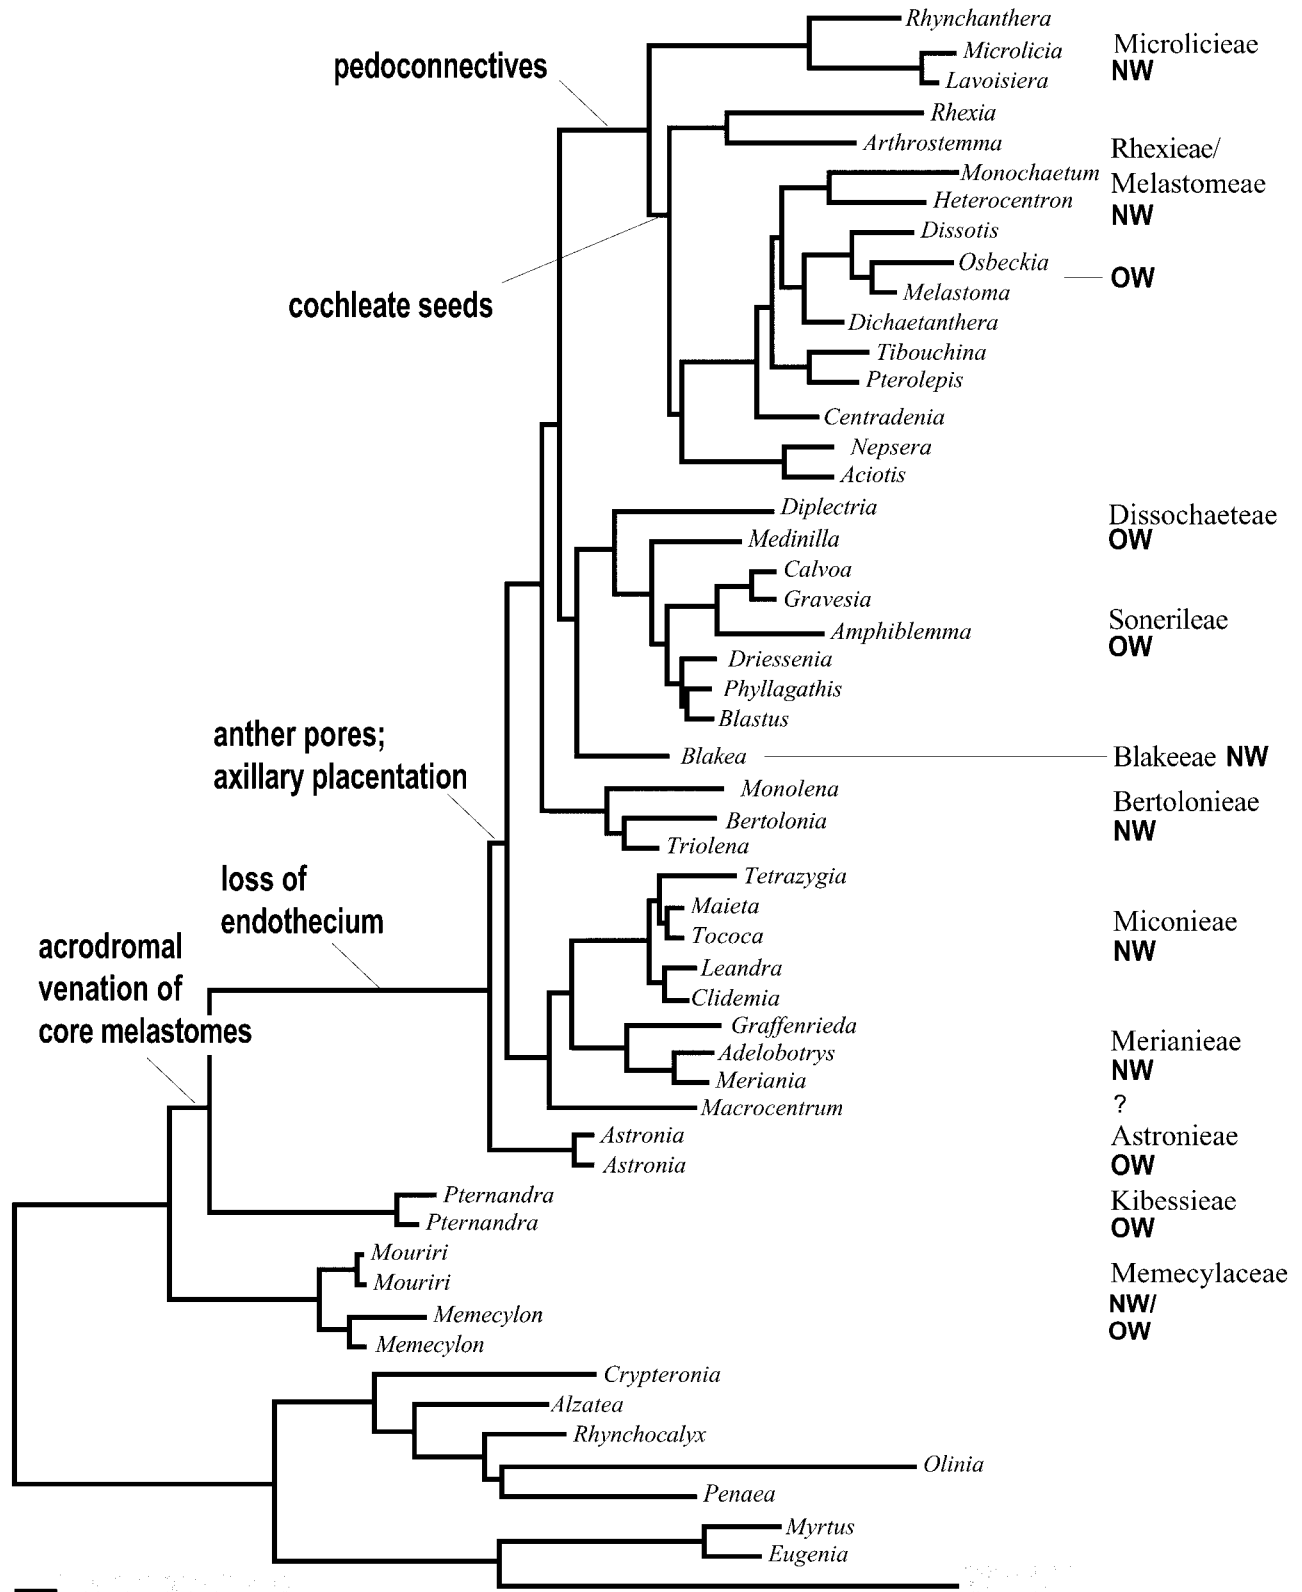 Rhynchanthera
Microlicia
Lavoisiera
Microlicieae
NW
pedoconnectives
Rhexia
Arthrostemma
Monochaetum
Heterocentron
Rhexieae/
Melastomeae
NW
Dissotis
Osbeckia
Melastoma
OW
cochleate seeds
Dichaetanthera
Tibouchina
Pterolepis
Centradenia
Nepsera
Aciotis
Diplectria
Medinilla
Dissochaeteae
OW
Calvoa
Gravesia
Amphiblemma
Sonerileae
OW
Driessenia
Phyllagathis
Blastus
anther pores;
axillary placentation
Blakea
Blakeeae NW
Monolena
Bertolonia
Triolena
Bertolonieae
NW
loss of
endothecium
Tetrazygia
Maieta
Tococa
Leandra
Clidemia
Miconieae
NW
acrodromal
venation of
core melastomes
Graffenrieda
Adelobotrys
Meriania
Merianieae
NW
Macrocentrum
?
Astronia
Astronia
Astronieae
OW
Pternandra
Pternandra
Kibessieae
OW
Mouriri
Mouriri
Memecylon
Memecylon
Memecylaceae
NW/
OW
Crypteronia
Alzatea
Rhynchocalyx
Olinia
Penaea
Myrtus
Eugenia